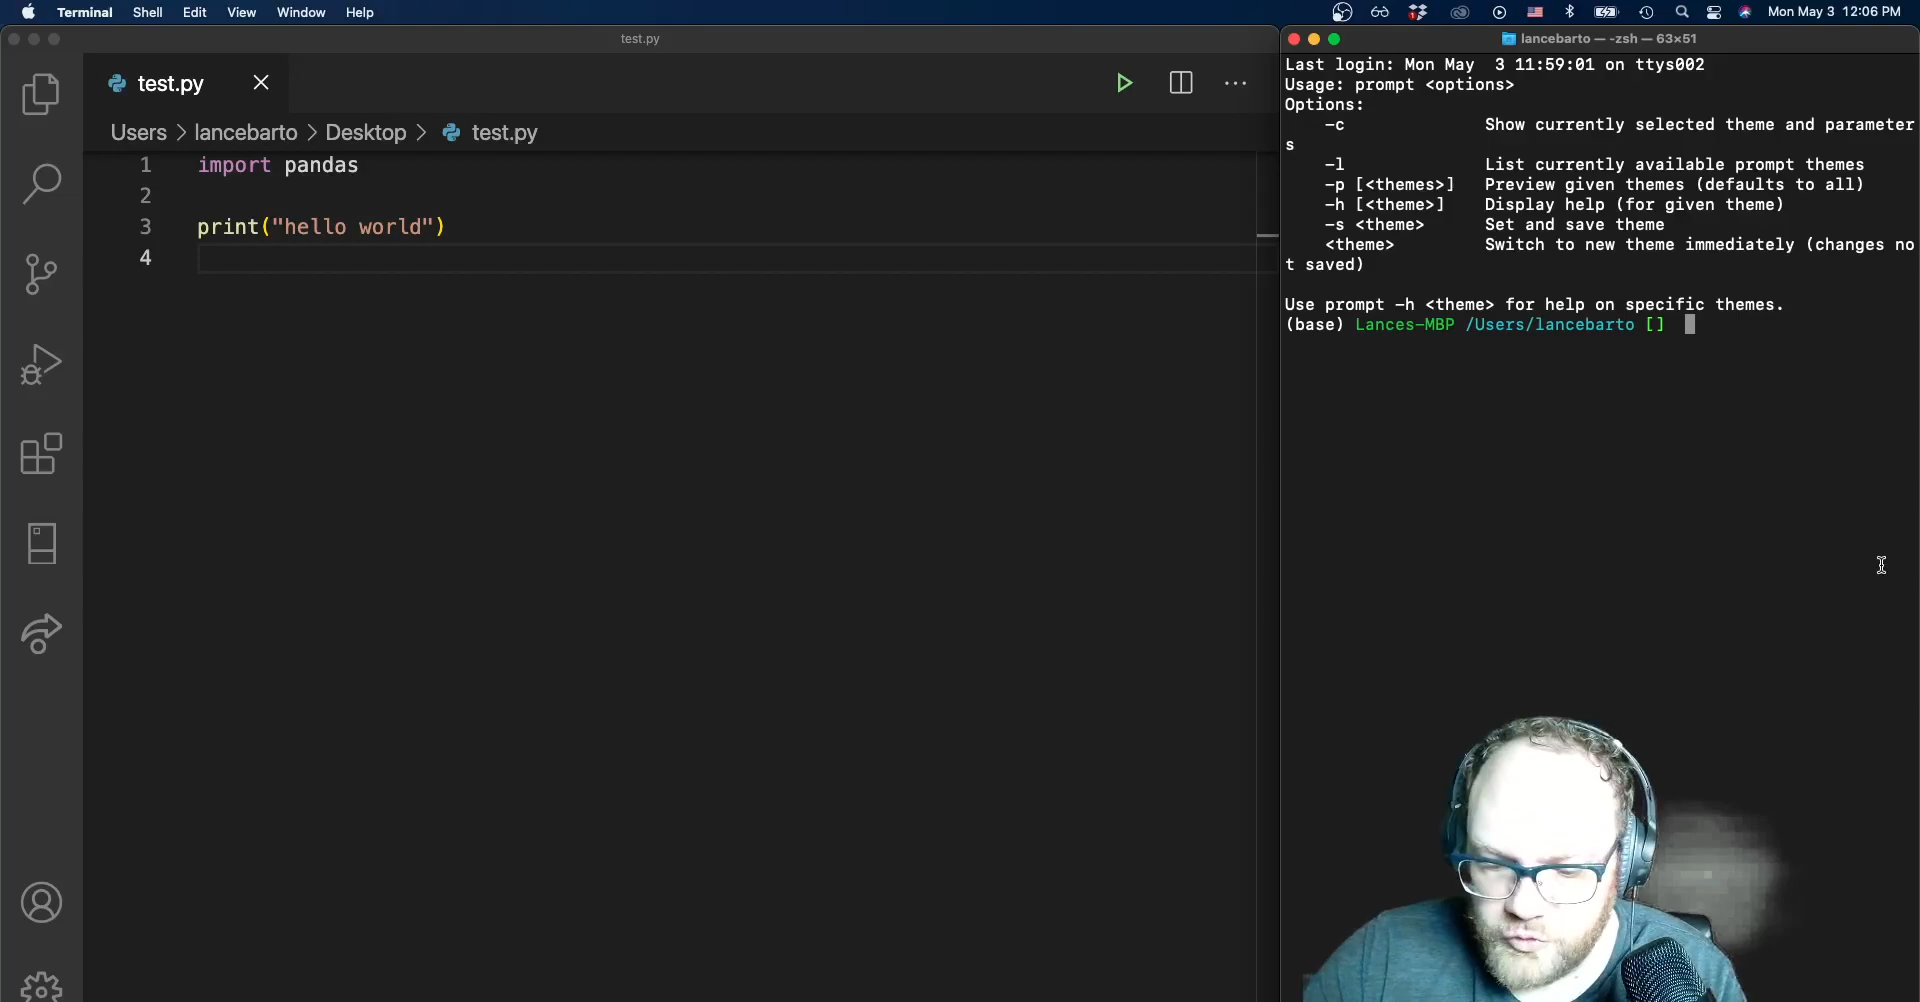 Terminal Shell Edit View Window Help
Mon May 3 12:06 PM
test.py
lancebarto — -zsh — 63×51
test.py
Users > lancebarto > Desktop > test.py
1 import pandas
2
3 print("hello world")
4
Last login: Mon May  3 11:59:01 on ttys002
Usage: prompt <options>
Options:
    -c              Show currently selected theme and parameter
s
    -l              List currently available prompt themes
    -p [<themes>]   Preview given themes (defaults to all)
    -h [<theme>]    Display help (for given theme)
    -s <theme>      Set and save theme
    <theme>         Switch to new theme immediately (changes no
t saved)
Use prompt -h <theme> for help on specific themes.
(base) Lances-MBP /Users/lancebarto []